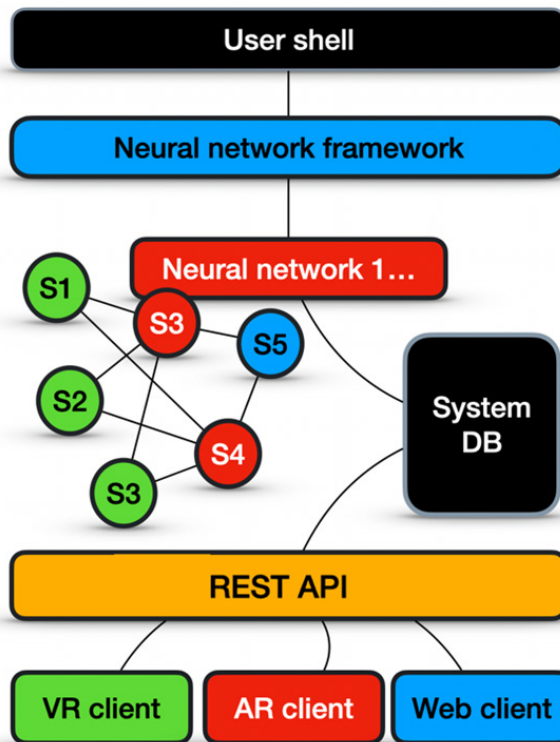 User shell
Neural network framework
Neural network 1...
S1
S3
S5
S2
S4
S3
System
DB
REST API
VR client
AR client
Web client